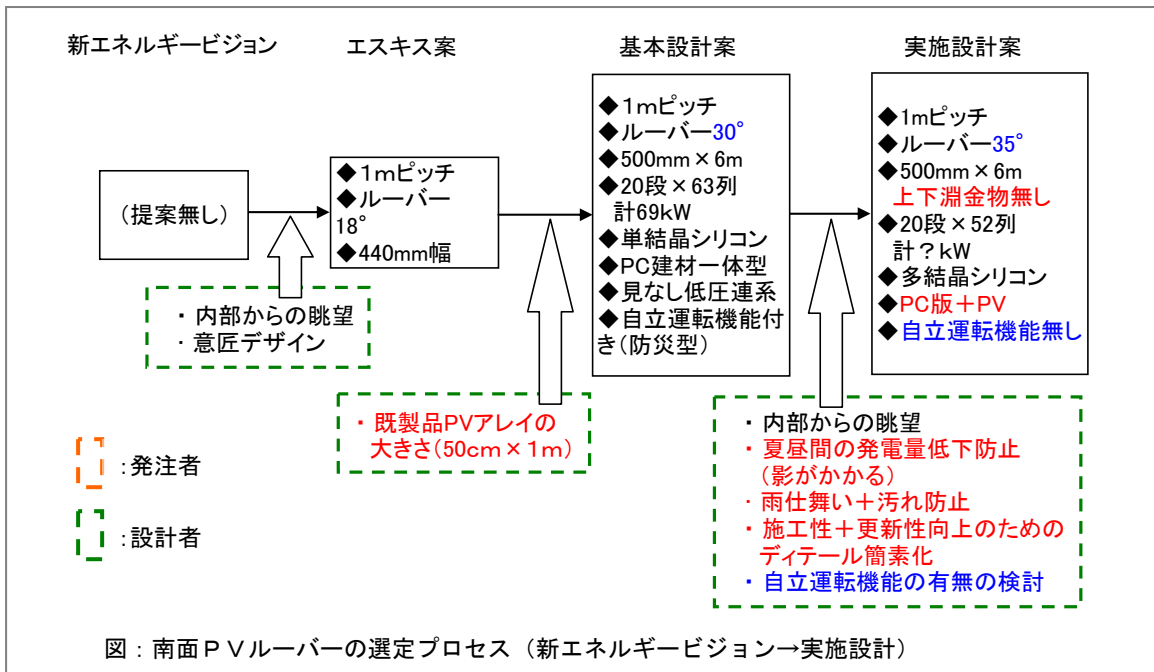 新エネルギービジョン
エスキス案
基本設計案
実施設計案
(提案無し)
◆1mピッチ
◆ルーバー
18°
◆440mm幅
◆1mピッチ
◆ルーバー30°
◆500mm×6m
◆20段×63列
計69kW
◆単結晶シリコン
◆PC建材一体型
◆見なし低圧連系
◆自立運転機能付
き(防災型)
◆1mピッチ
◆ルーバー35°
◆500mm×6m
上下淵金物無し
◆20段×52列
計?kW
◆多結晶シリコン
◆PC版+PV
◆自立運転機能無し
・内部からの眺望
・意匠デザイン
・既製品PVアレイの
大きさ(50cm×1m)
・内部からの眺望
・夏昼間の発電量低下防止
(影がかかる)
・雨仕舞い+汚れ防止
・施工性+更新性向上のための
ディテール簡素化
・自立運転機能の有無の検討
:発注者
:設計者
図:南面PVルーバーの選定プロセス(新エネルギービジョン→実施設計)